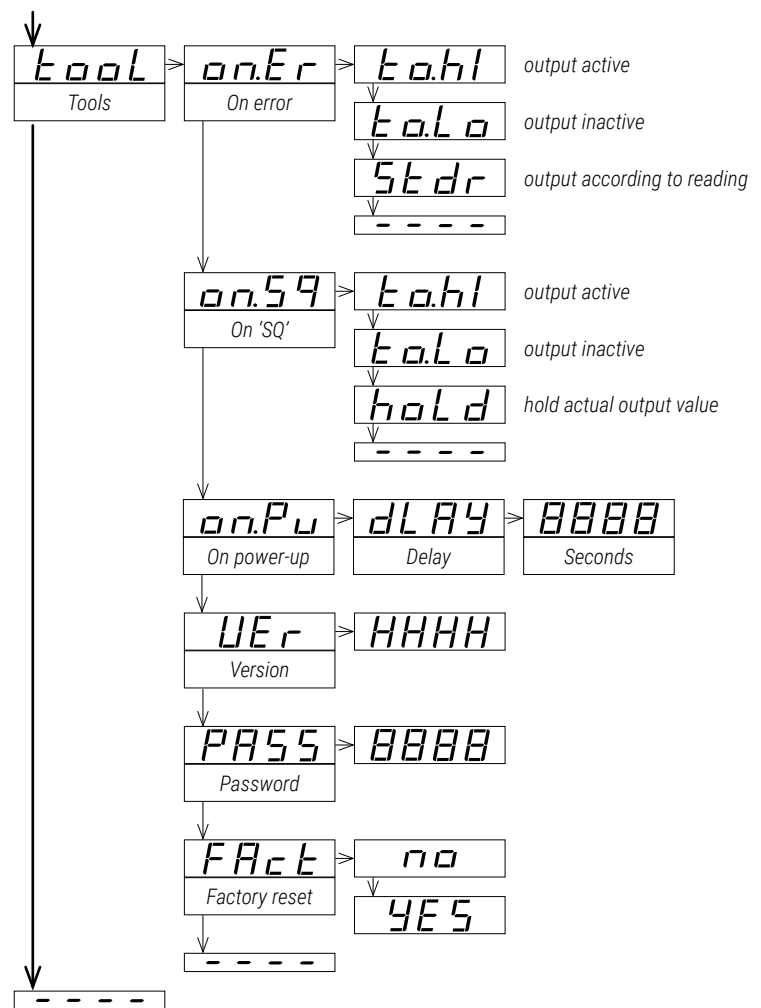 tooL
Tools
on.Er
On error
to.hI
output active
to.Lo
output inactive
Stdr
output according to reading
- - - -
on.S9
On ‘SQ’
to.hI
output active
to.Lo
output inactive
hoLd
hold actual output value
- - - -
on.Pu
On power-up
dLAY
Delay
8888
Seconds
VEr
Version
HHHH
PASS
Password
8888
FAct
Factory reset
no
YES
- - - -
- - - -